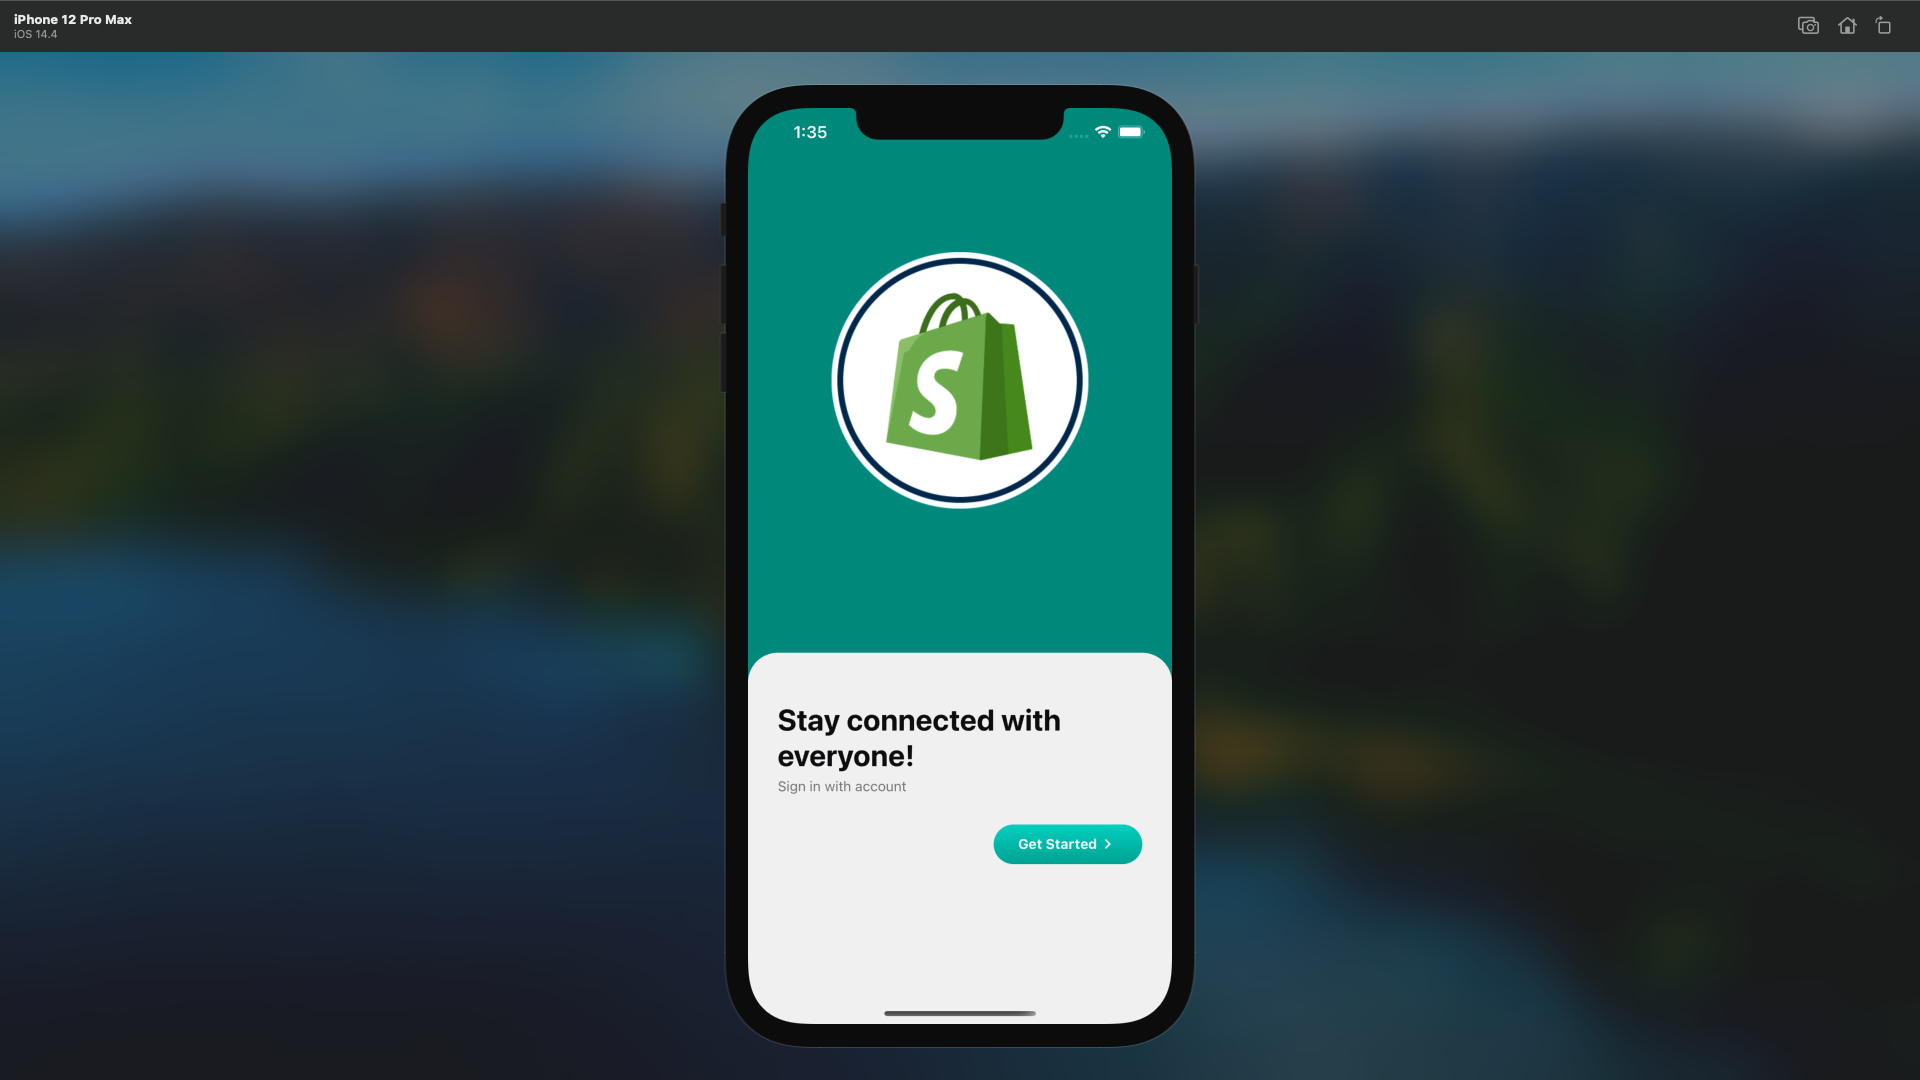 iPhone 12 Pro Max
iOS 14.4
1:35
S
Stay connected with
everyone!
Sign in with account
Get Started